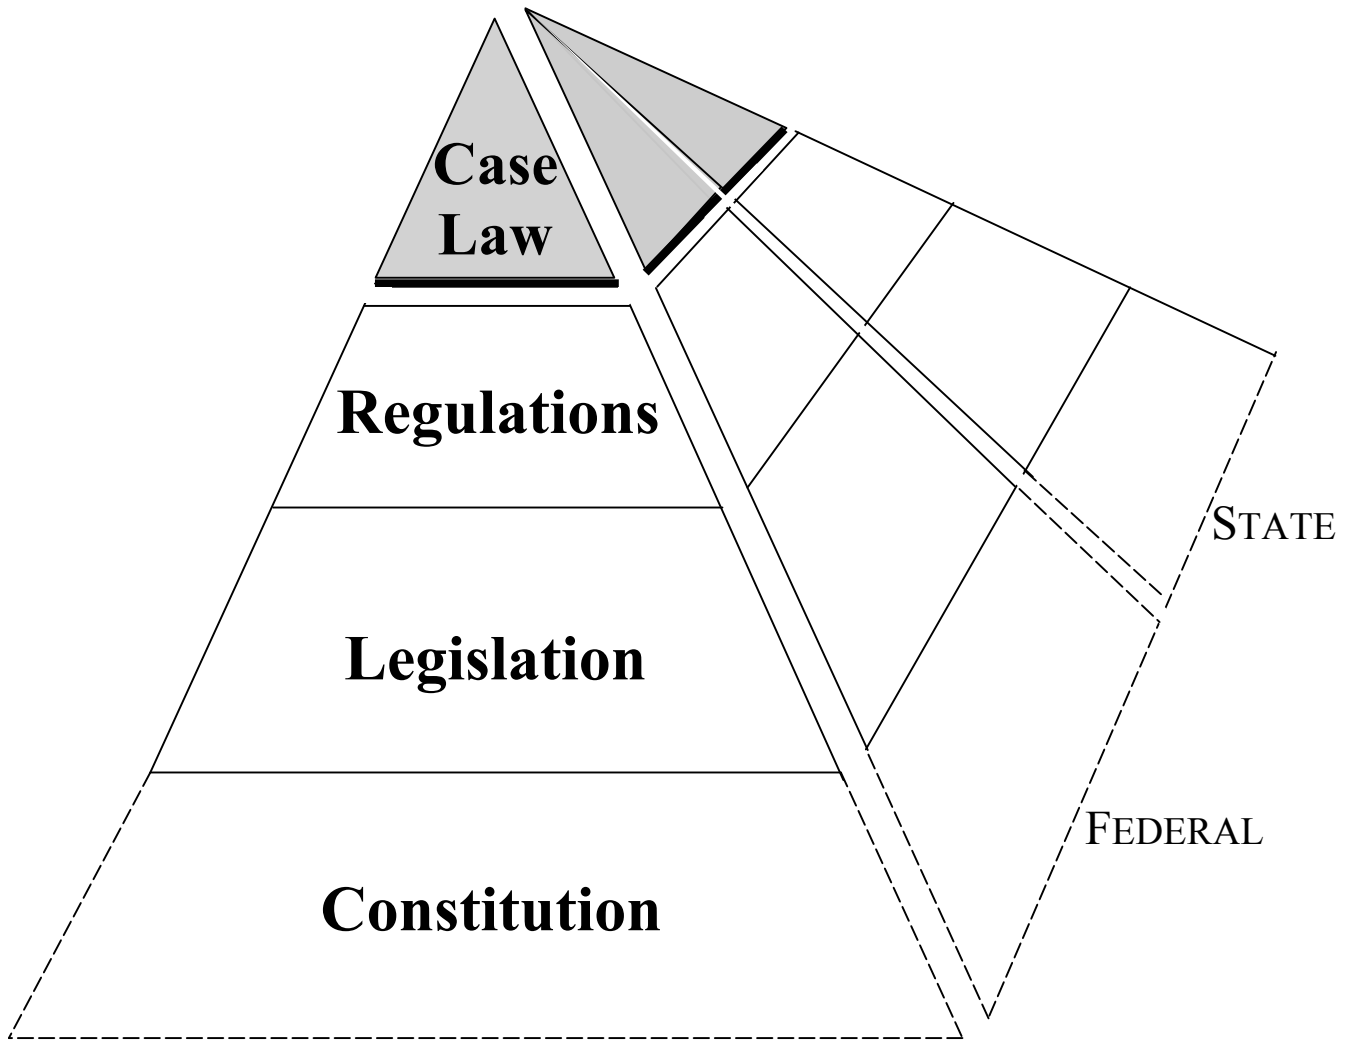 Case
Law
Regulations
Legislation
Constitution
STATE
FEDERAL